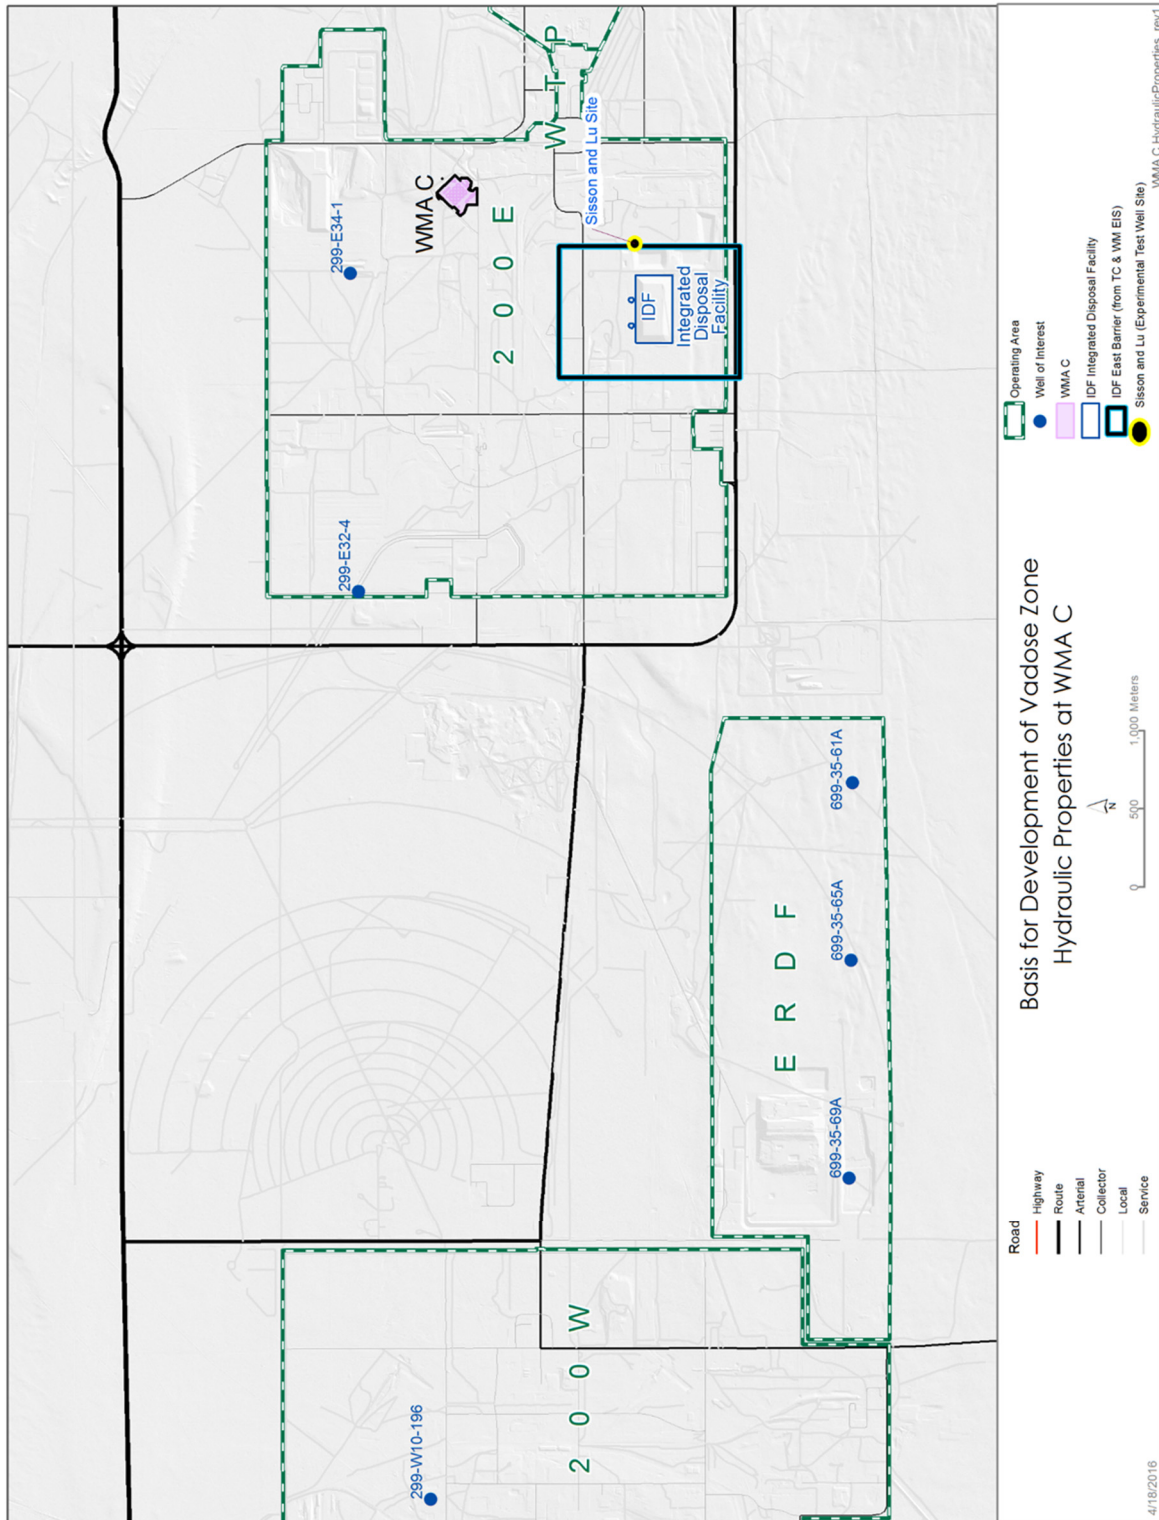 299-W10-196
2 0 0 W
E R D F
699-35-69A
699-35-65A
699-35-61A
299-E32-4
299-E34-1
WMA C
2 0 0 E
W T P
Sisson and Lu Site
IDF
Integrated
Disposal
Facility
Road
Highway
Route
Arterial
Collector
Local
Service
Basis for Development of Vadose Zone
Hydraulic Properties at WMA C
N
0 500 1,000 Meters
Operating Area
Well of Interest
WMA C
IDF Integrated Disposal Facility
IDF East Barrier (from TC & WM EIS)
Sisson and Lu (Experimental Test Well Site)
4/18/2016
WMA C HydraulicProperties_rev1